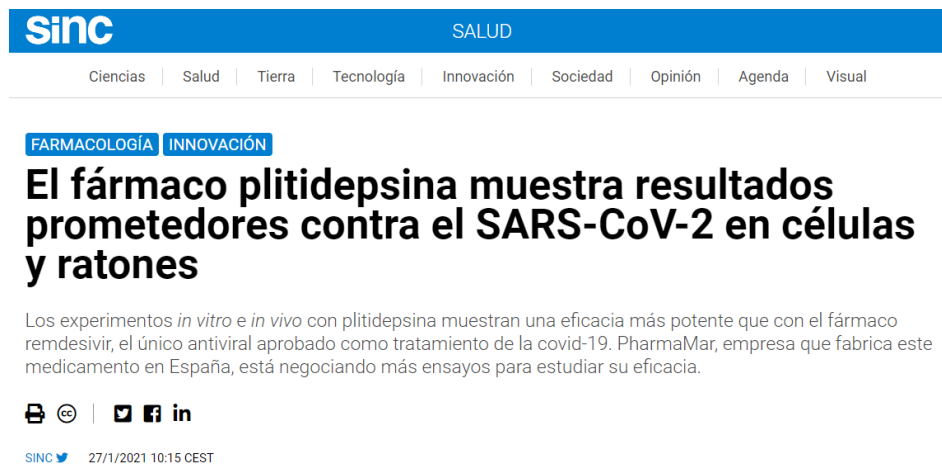 sinc
SALUD
Ciencias Salud Tierra Tecnología Innovación Sociedad Opinión Agenda Visual
FARMACOLOGÍA INNOVACIÓN
El fármaco plitidepsina muestra resultados
prometedores contra el SARS-CoV-2 en células
y ratones
Los experimentos in vitro e in vivo con plitidepsina muestran una eficacia más potente que con el fármaco
remdesivir, el único antiviral aprobado como tratamiento de la covid-19. PharmaMar, empresa que fabrica este
medicamento en España, está negociando más ensayos para estudiar su eficacia.
cc in
SINC 27/1/2021 10:15 CEST